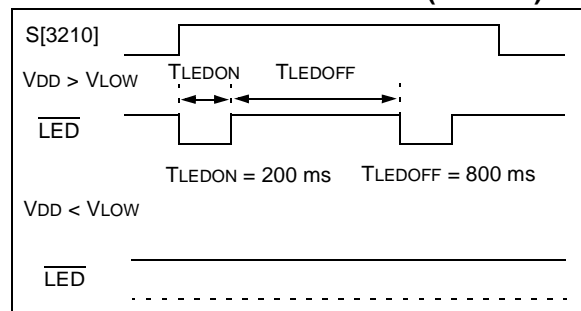 S[3210]
VDD > VLOW
TLEDON TLEDOFF
LED
TLEDON = 200 ms TLEDOFF = 800 ms
VDD < VLOW
LED